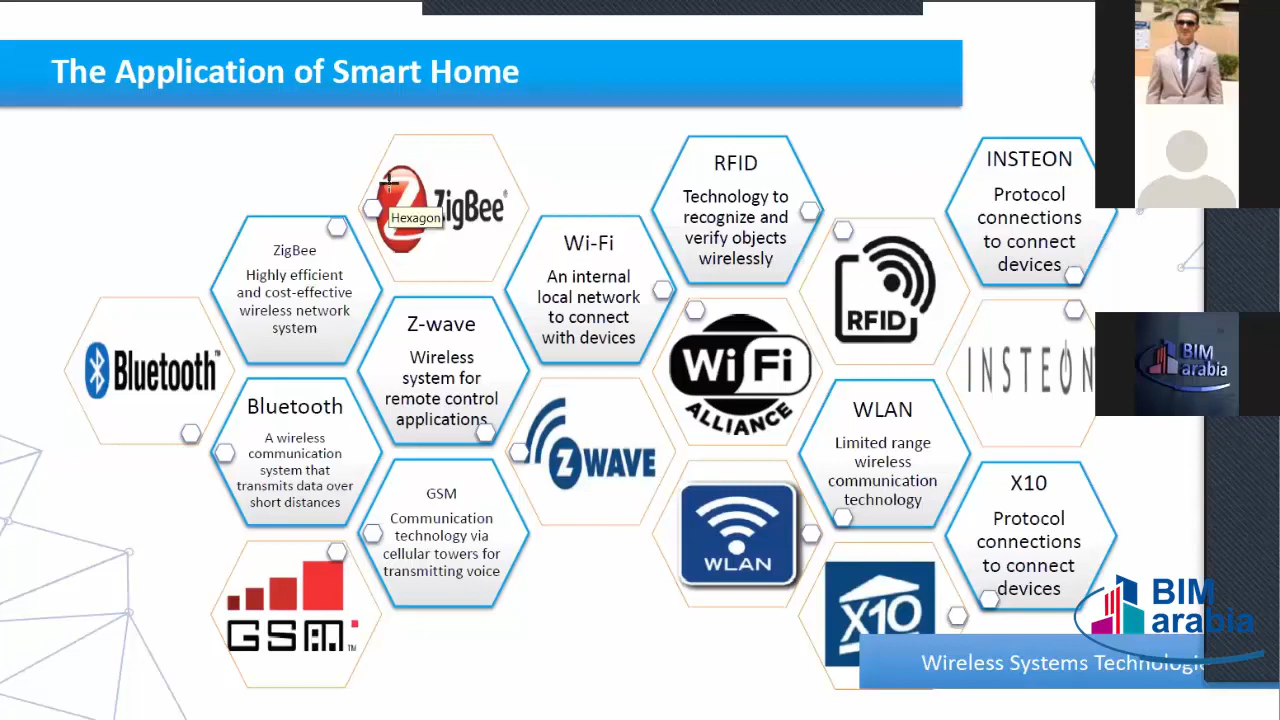 The Application of Smart Home
ZigBee
Hexagon
ZigBee
Highly efficient
and cost-effective
wireless network
system
Bluetooth™
Bluetooth
A wireless
communication
system that
transmits data over
short distances
GSM™
Z-wave
Wireless
system for
remote control
applications
GSM
Communication
technology via
cellular towers for
transmitting voice
Wi-Fi
An internal
local network
to connect
with devices
Z WAVE
RFID
Technology to
recognize and
verify objects
wirelessly
WiFi
ALLIANCE
WLAN
RFID
WLAN
Limited range
wireless
communication
technology
X10
INSTEON
Protocol
connections
to connect
devices
INSTEON
X10
Protocol
connections
to connect
devices
Wireless Systems Technologi
BIM
arabia
BIM
arabia